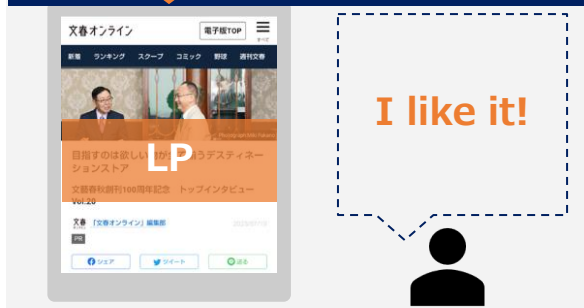 文春オンライン
電子版TOP
新着 ランキング スクープ コミック 野球 週刊文春
LP
目指すのは欲しい 物が うデスティネー
ションストア
文藝春秋創刊100周年記念 トップインタビュー
Vol.20
「文春オンライン」編集部
PR
シェア
ツイート
送る
I like it!